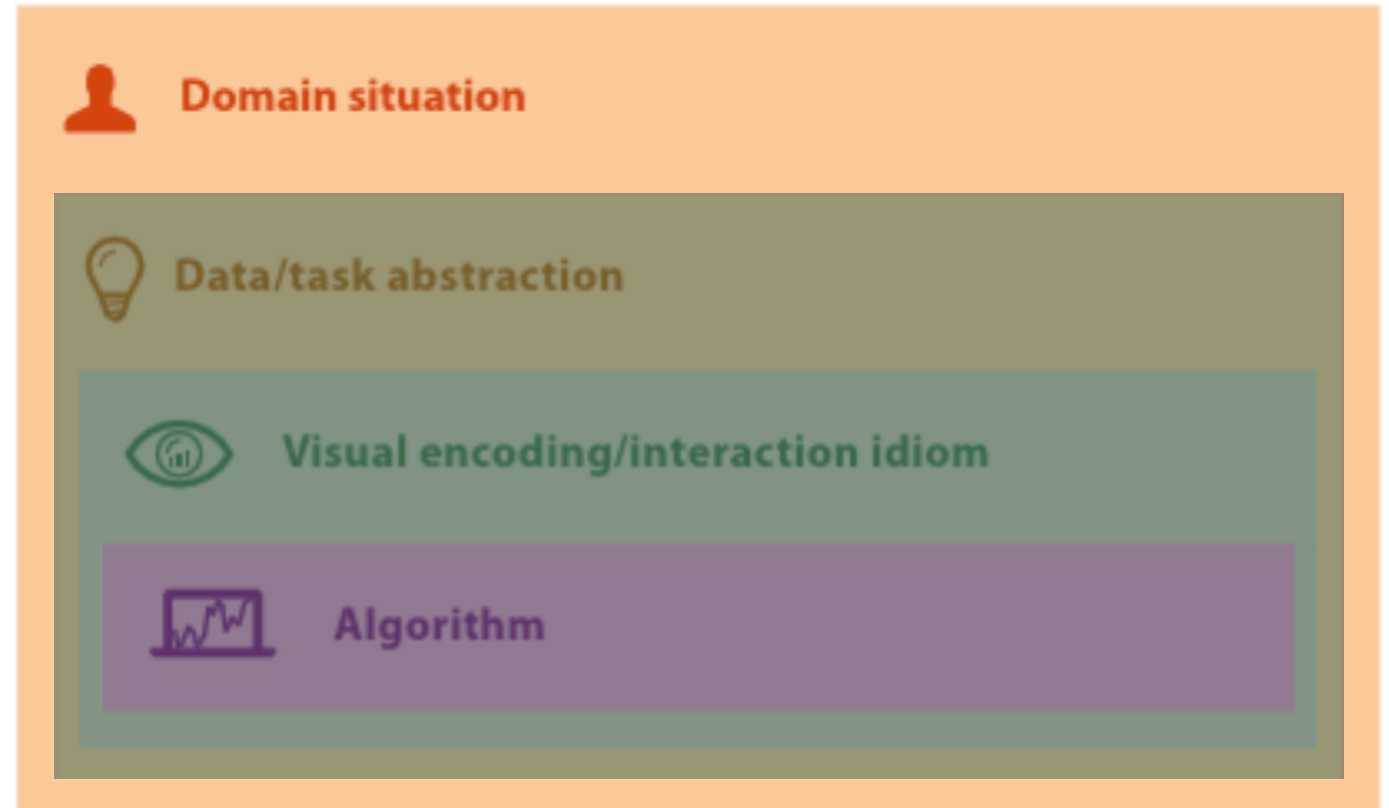 Domain situation
Data/task abstraction
Visual encoding/interaction idiom
Algorithm